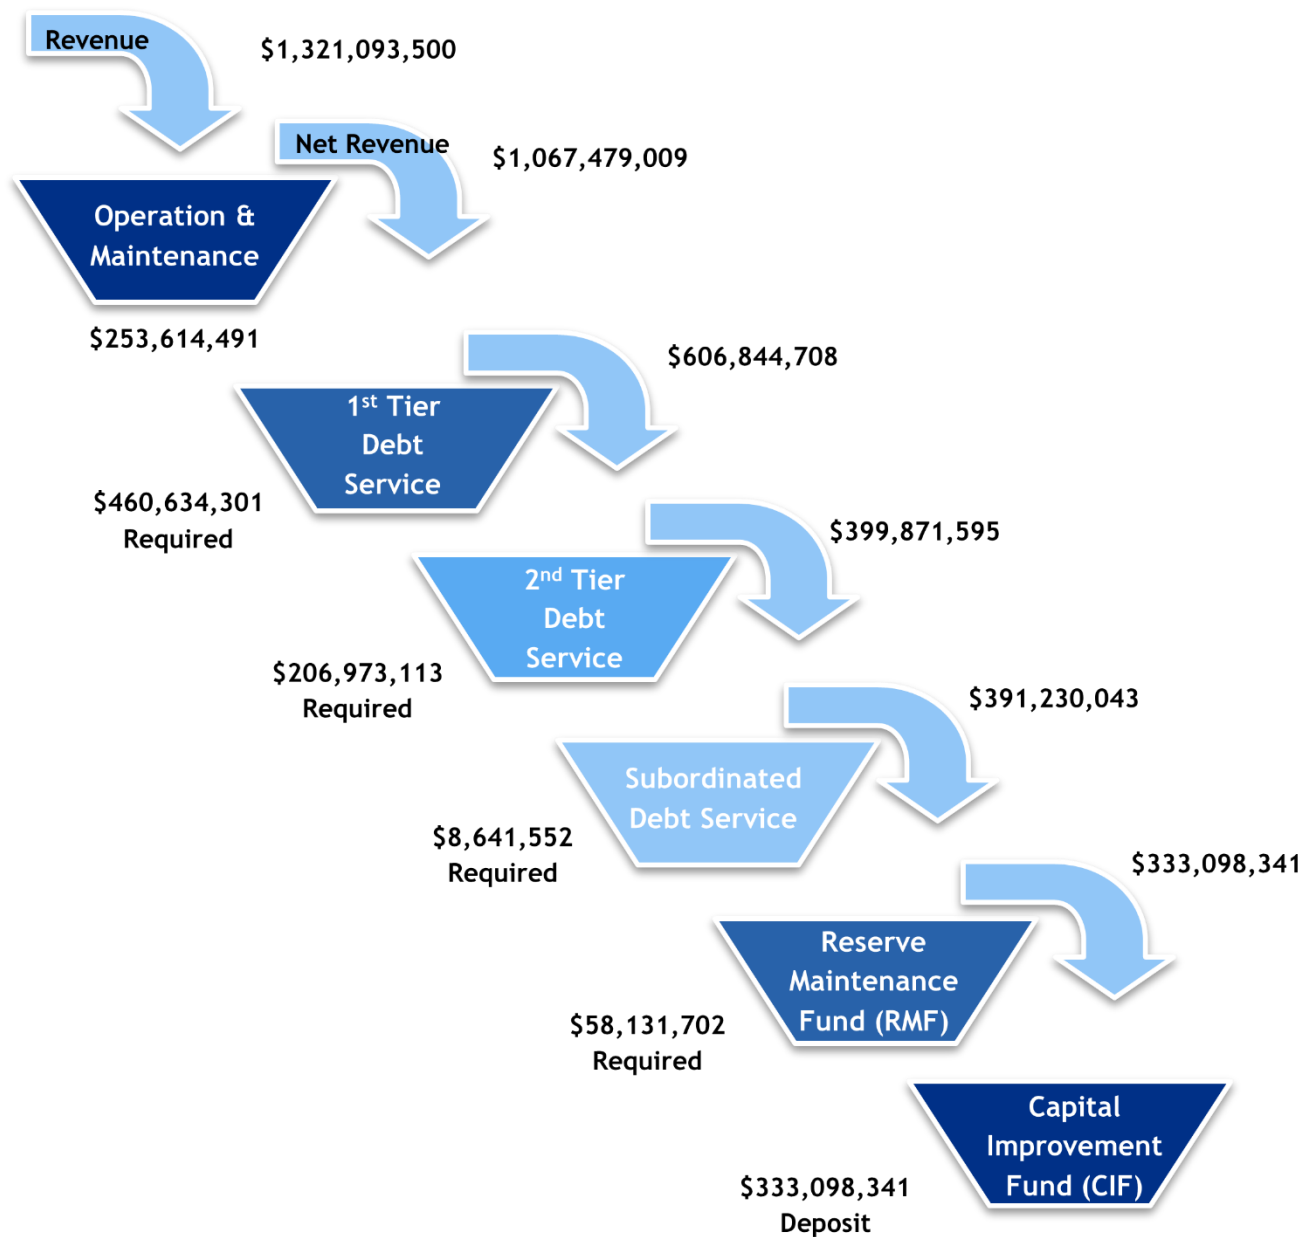 Revenue
$1,321,093,500
Net Revenue
$1,067,479,009
Operation &
Maintenance
$253,614,491
$606,844,708
1st Tier
Debt
Service
$460,634,301
Required
$399,871,595
2nd Tier
Debt
Service
$206,973,113
Required
$391,230,043
Subordinated
Debt Service
$8,641,552
Required
$333,098,341
Reserve
Maintenance
Fund (RMF)
$58,131,702
Required
Capital
Improvement
Fund (CIF)
$333,098,341
Deposit